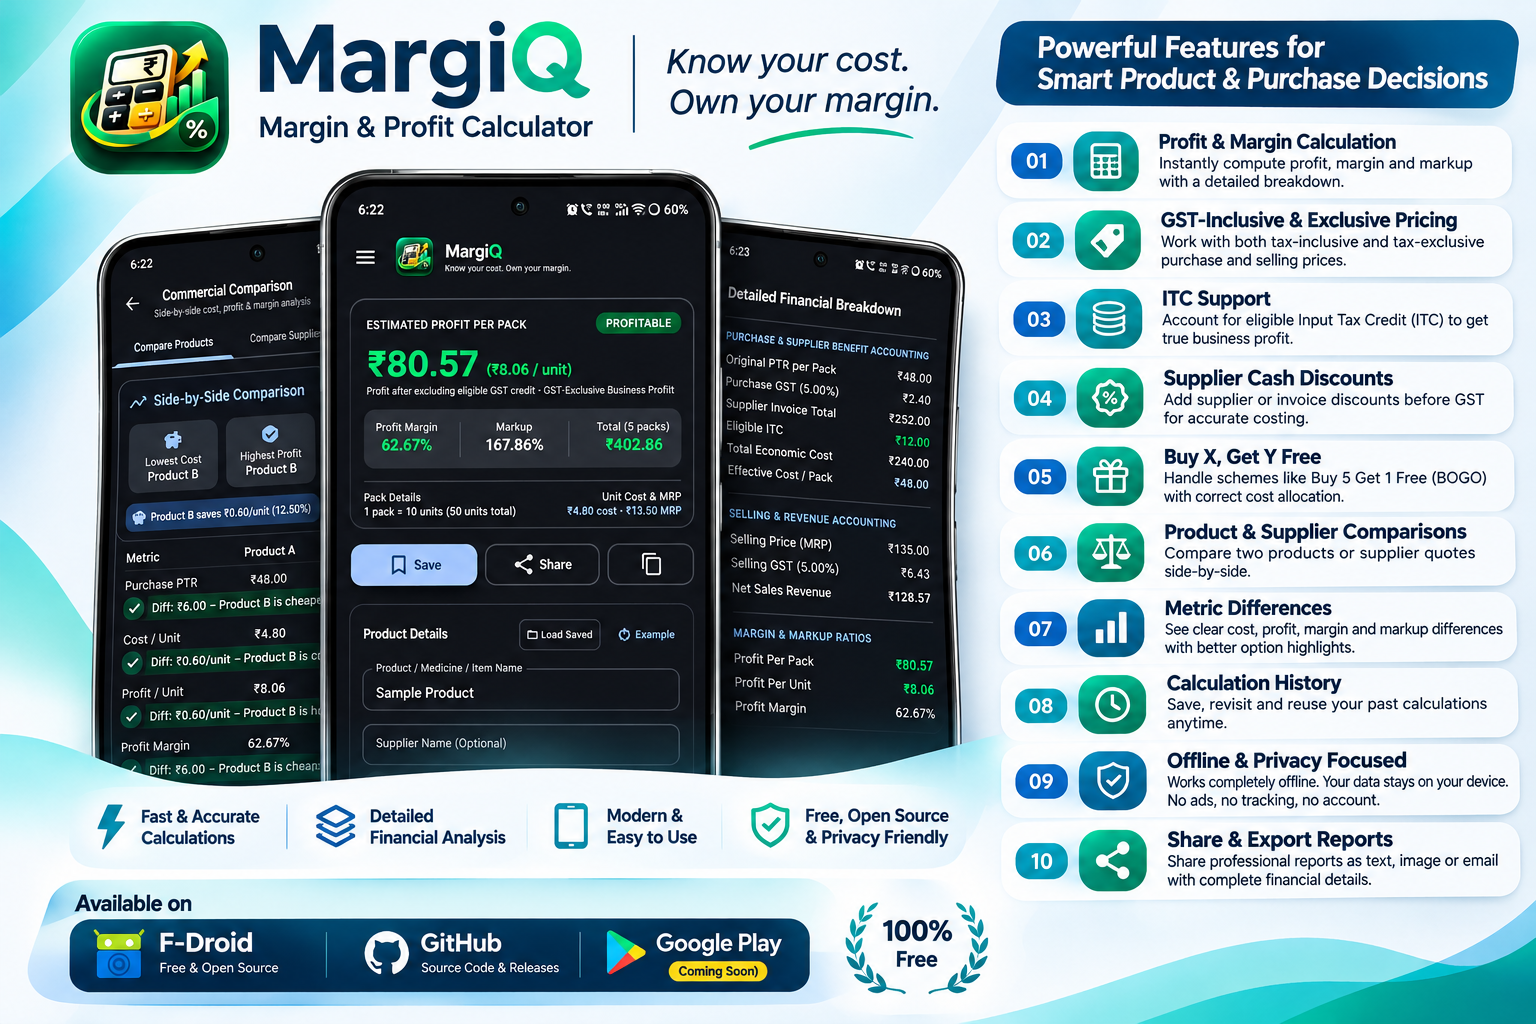 MargiQ
Margin & Profit Calculator
Know your cost.
Own your margin.
6:22
Commercial Comparison
Side-by-side cost, profit & margin analysis
Compare Products
Compare Supplie
Side-by-Side Comparison
Lowest Cost
Product B
Highest Profit
Product B
Product B saves ₹0.60/unit (12.50%)
Metric Product A
Purchase PTR ₹48.00
Diff: ₹6.00 – Product B is cheape
Cost / Unit ₹4.80
Diff: ₹0.60/unit – Product B is c
Profit / Unit ₹8.06
Diff: ₹0.60/unit – Product B is h
Profit Margin 62.67%
Diff: ₹6.00 – Product B is cheap
6:22
60%
MargiQ
Know your cost. Own your margin.
ESTIMATED PROFIT PER PACK
PROFITABLE
₹80.57 (₹8.06 / unit)
Profit after excluding eligible GST credit - GST-Exclusive Business Profit
Profit Margin
62.67%
Markup
167.86%
Total (5 packs)
₹402.86
Pack Details
1 pack = 10 units (50 units total)
Unit Cost & MRP
₹4.80 cost - ₹13.50 MRP
Save
Share
Product Details
Load Saved
Example
Product / Medicine / Item Name
Sample Product
Supplier Name (Optional)
6:23
60%
Detailed Financial Breakdown
PURCHASE & SUPPLIER BENEFIT ACCOUNTING
Original PTR per Pack ₹48.00
Purchase GST (5.00%) ₹2.40
Supplier Invoice Total ₹252.00
Eligible ITC ₹12.00
Total Economic Cost ₹240.00
Effective Cost / Pack ₹48.00
SELLING & REVENUE ACCOUNTING
Selling Price (MRP) ₹135.00
Selling GST (5.00%) ₹6.43
Net Sales Revenue ₹128.57
MARGIN & MARKUP RATIOS
Profit Per Pack ₹80.57
Profit Per Unit ₹8.06
Profit Margin 62.67%
Fast & Accurate
Calculations
Detailed
Financial Analysis
Modern &
Easy to Use
Free, Open Source
& Privacy Friendly
Available on
F-Droid
Free & Open Source
GitHub
Source Code & Releases
Google Play
Coming Soon)
100%
Free
Powerful Features for
Smart Product & Purchase Decisions
01
Profit & Margin Calculation
Instantly compute profit, margin and markup
with a detailed breakdown.
02
GST-Inclusive & Exclusive Pricing
Work with both tax-inclusive and tax-exclusive
purchase and selling prices.
03
ITC Support
Account for eligible Input Tax Credit (ITC) to get
true business profit.
04
Supplier Cash Discounts
Add supplier or invoice discounts before GST
for accurate costing.
05
Buy X, Get Y Free
Handle schemes like Buy 5 Get 1 Free (BOGO)
with correct cost allocation.
06
Product & Supplier Comparisons
Compare two products or supplier quotes
side-by-side.
07
Metric Differences
See clear cost, profit, margin and markup differences
with better option highlights.
08
Calculation History
Save, revisit and reuse your past calculations
anytime.
09
Offline & Privacy Focused
Works completely offline. Your data stays on your device.
No ads, no tracking, no account.
10
Share & Export Reports
Share professional reports as text, image or email
with complete financial details.